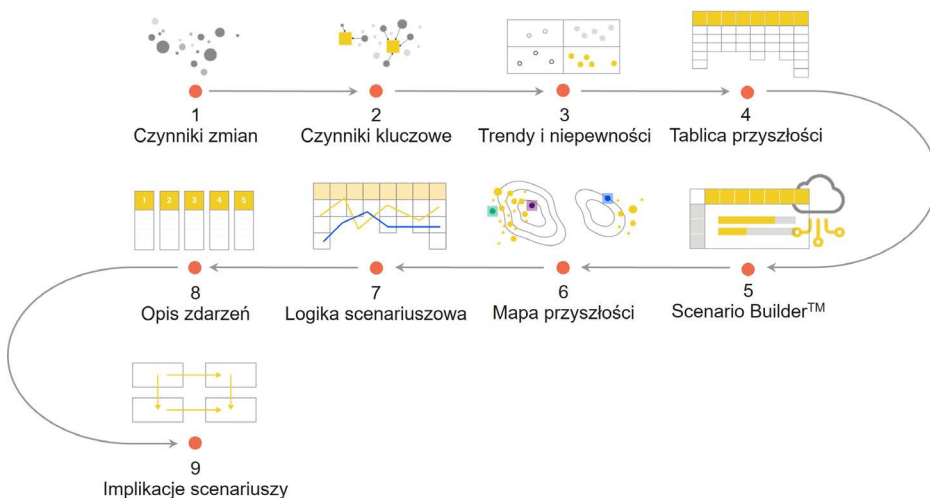 1
Czynniki zmian
2
Czynniki kluczowe
3
Trendy i niepewności
4
Tablica przyszłości
5
Scenario Builder™
6
Mapa przyszłości
7
Logika scenariuszowa
1 2 3 4 5
8
Opis zdarzeń
9
Implikacje scenariuszy